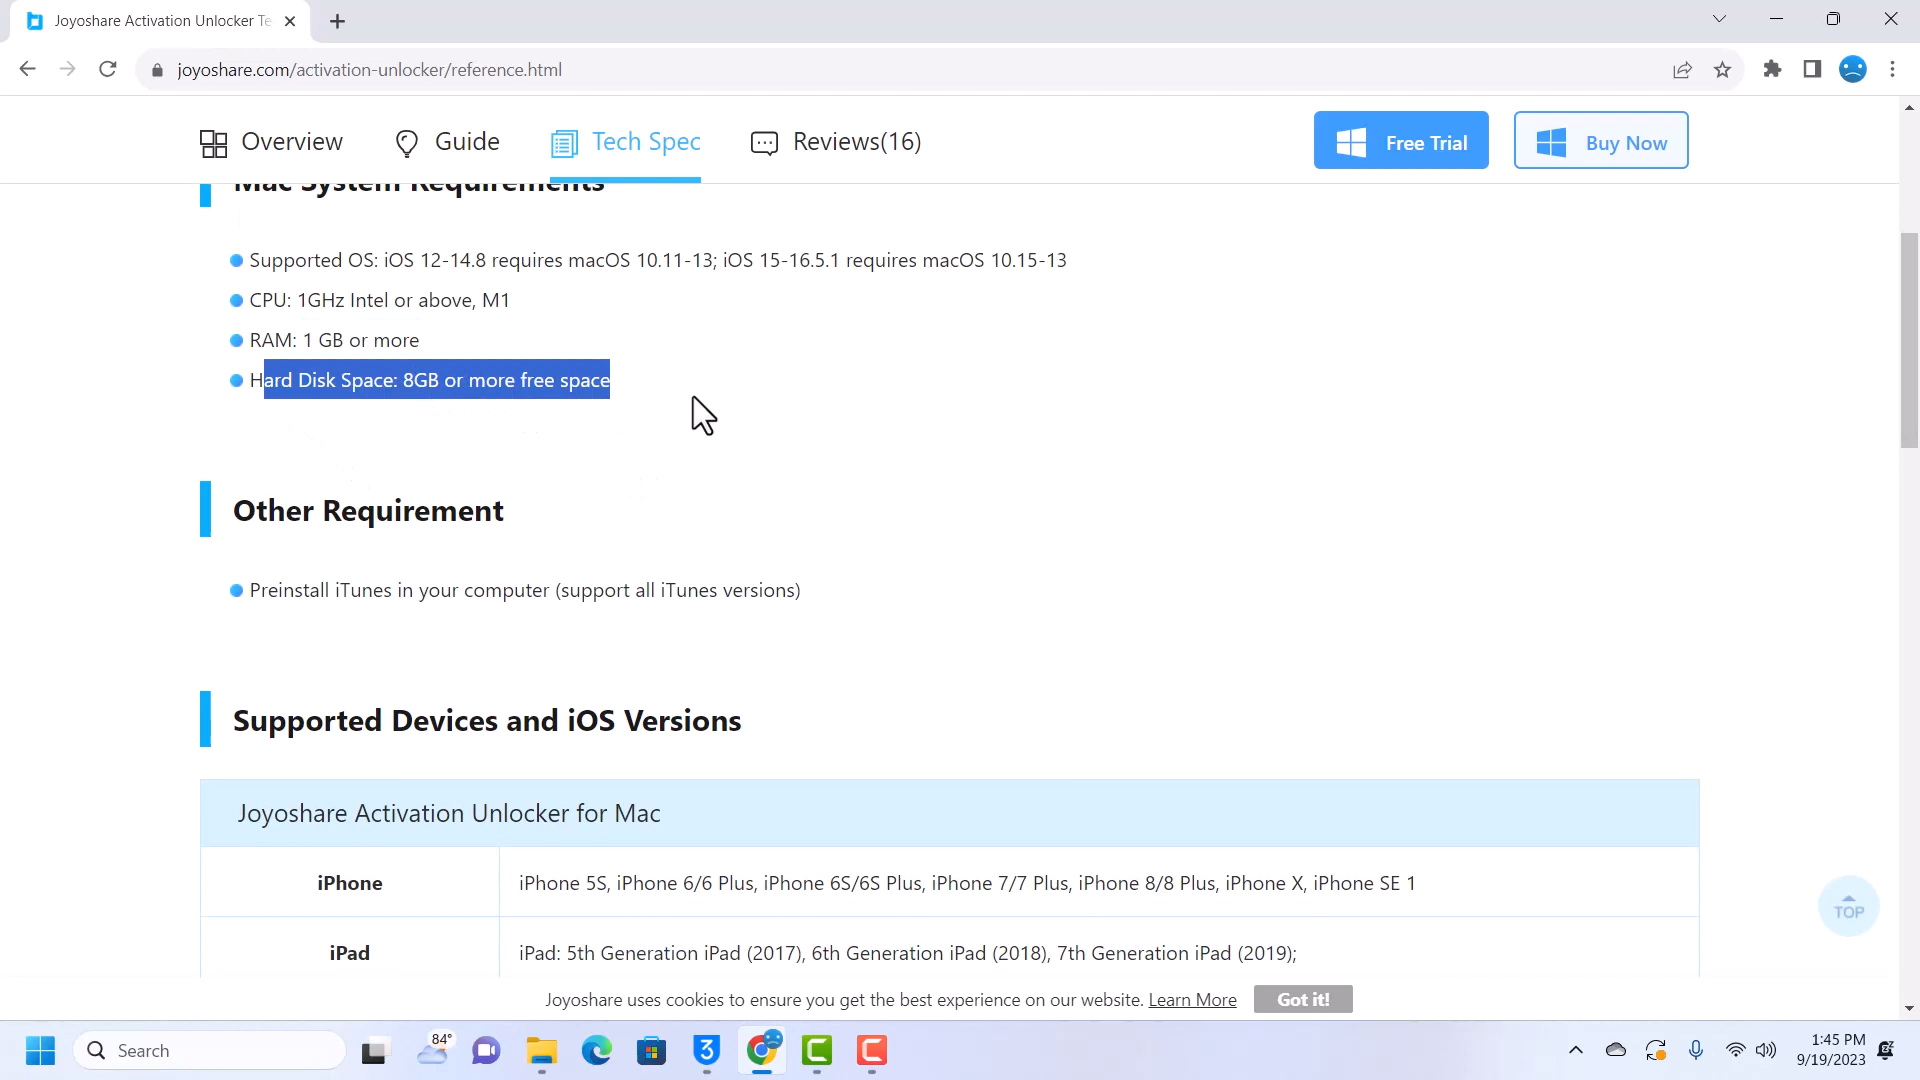 Joyoshare Activation Unlocker Te
joyoshare.com/activation-unlocker/reference.html
Overview
Guide
Tech Spec
Reviews(16)
Free Trial
Buy Now
Mac System Requirements
Supported OS: iOS 12-14.8 requires macOS 10.11-13; iOS 15-16.5.1 requires macOS 10.15-13
CPU: 1GHz Intel or above, M1
RAM: 1 GB or more
Hard Disk Space: 8GB or more free space
Other Requirement
Preinstall iTunes in your computer (support all iTunes versions)
Supported Devices and iOS Versions
Joyoshare Activation Unlocker for Mac
iPhone
iPhone 5S, iPhone 6/6 Plus, iPhone 6S/6S Plus, iPhone 7/7 Plus, iPhone 8/8 Plus, iPhone X, iPhone SE 1
iPad
iPad: 5th Generation iPad (2017), 6th Generation iPad (2018), 7th Generation iPad (2019);
TOP
Joyoshare uses cookies to ensure you get the best experience on our website. Learn More
Got it!
Search
84°
3
1:45 PM
9/19/2023